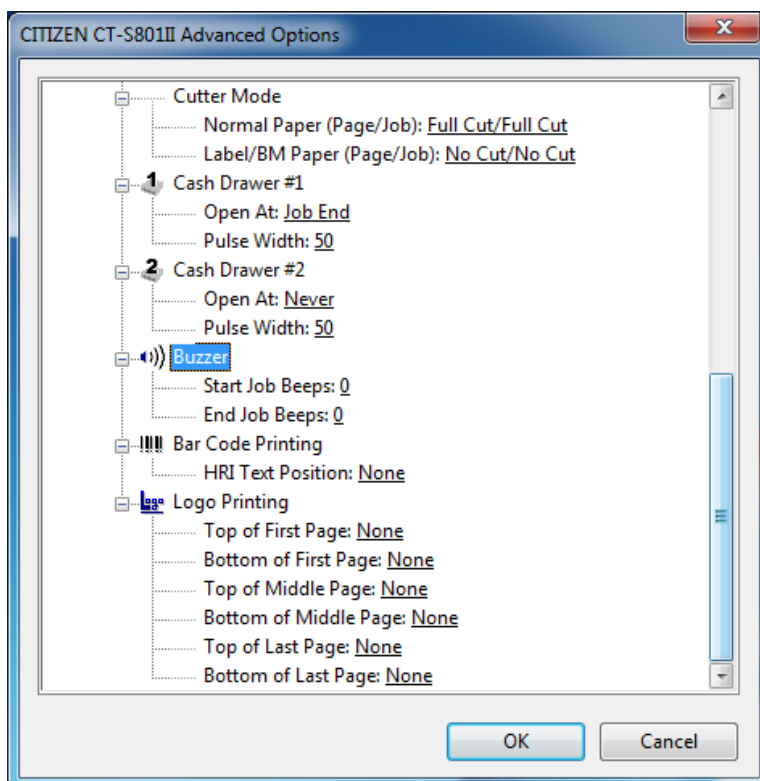 CITIZEN CT-S801II Advanced Options
Cutter Mode
Normal Paper (Page/Job): Full Cut/Full Cut
Label/BM Paper (Page/Job): No Cut/No Cut
1 Cash Drawer #1
Open At: Job End
Pulse Width: 50
2 Cash Drawer #2
Open At: Never
Pulse Width: 50
Buzzer
Start Job Beeps: 0
End Job Beeps: 0
Bar Code Printing
HRI Text Position: None
Logo Printing
Top of First Page: None
Bottom of First Page: None
Top of Middle Page: None
Bottom of Middle Page: None
Top of Last Page: None
Bottom of Last Page: None
OK Cancel